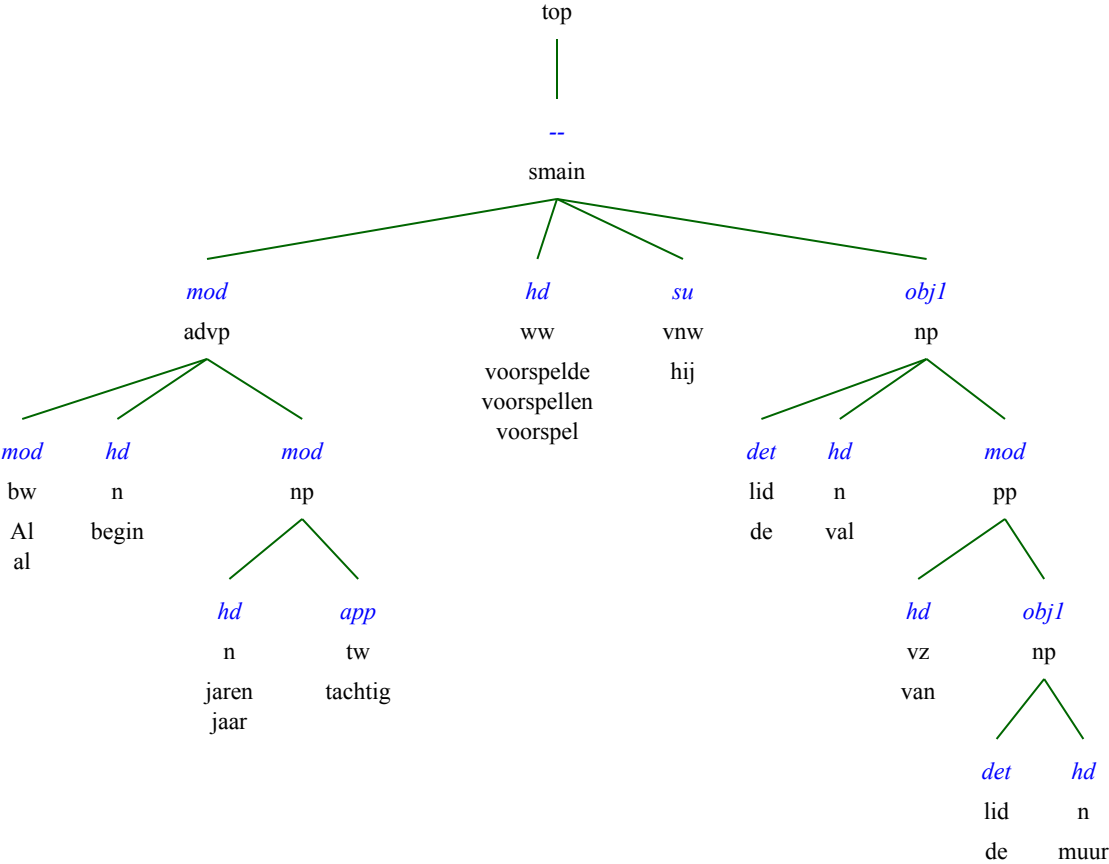 top
--
smain
mod hd su obj1
advp ww vnw np
voorspelde hij
voorspellen
voorspel
mod hd mod det hd mod
bw n np lid n pp
Al begin de val
al
hd app hd obj1
n tw vz np
jaren tachtig van
jaar
det hd
lid n
de muur